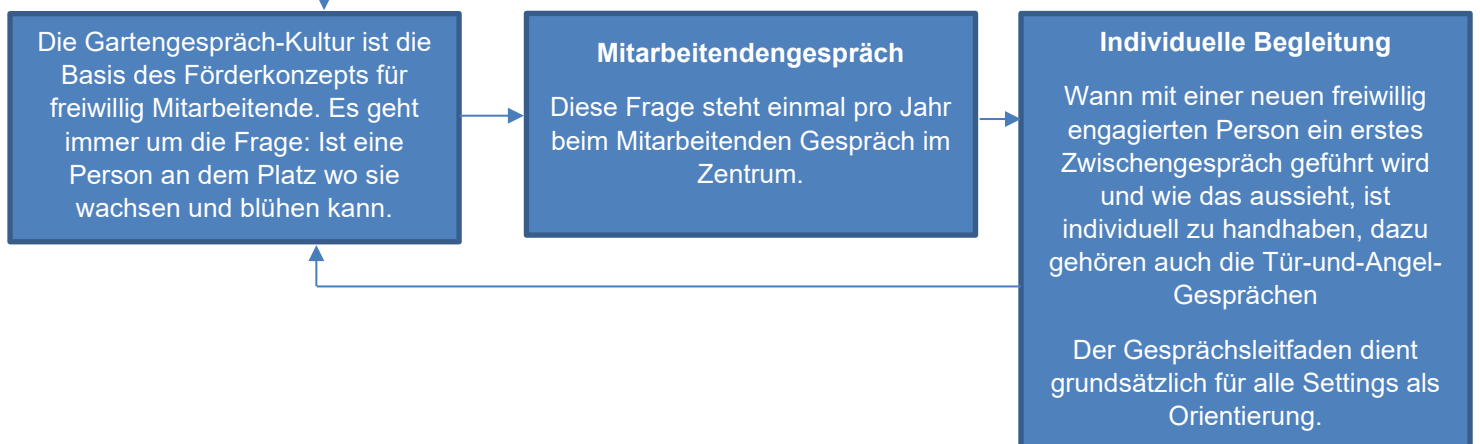 Die Gartengespräch-Kultur ist die
Basis des Förderkonzepts für
freiwillig Mitarbeitende. Es geht
immer um die Frage: Ist eine
Person an dem Platz wo sie
wachsen und blühen kann.
Mitarbeitendengespräch
Diese Frage steht einmal pro Jahr
beim Mitarbeitenden Gespräch im
Zentrum.
Individuelle Begleitung
Wann mit einer neuen freiwillig
engagierten Person ein erstes
Zwischengespräch geführt wird
und wie das aussieht, ist
individuell zu handhaben, dazu
gehören auch die Tür-und-Angel-
Gesprächen
Der Gesprächsleitfaden dient
grundsätzlich für alle Settings als
Orientierung.